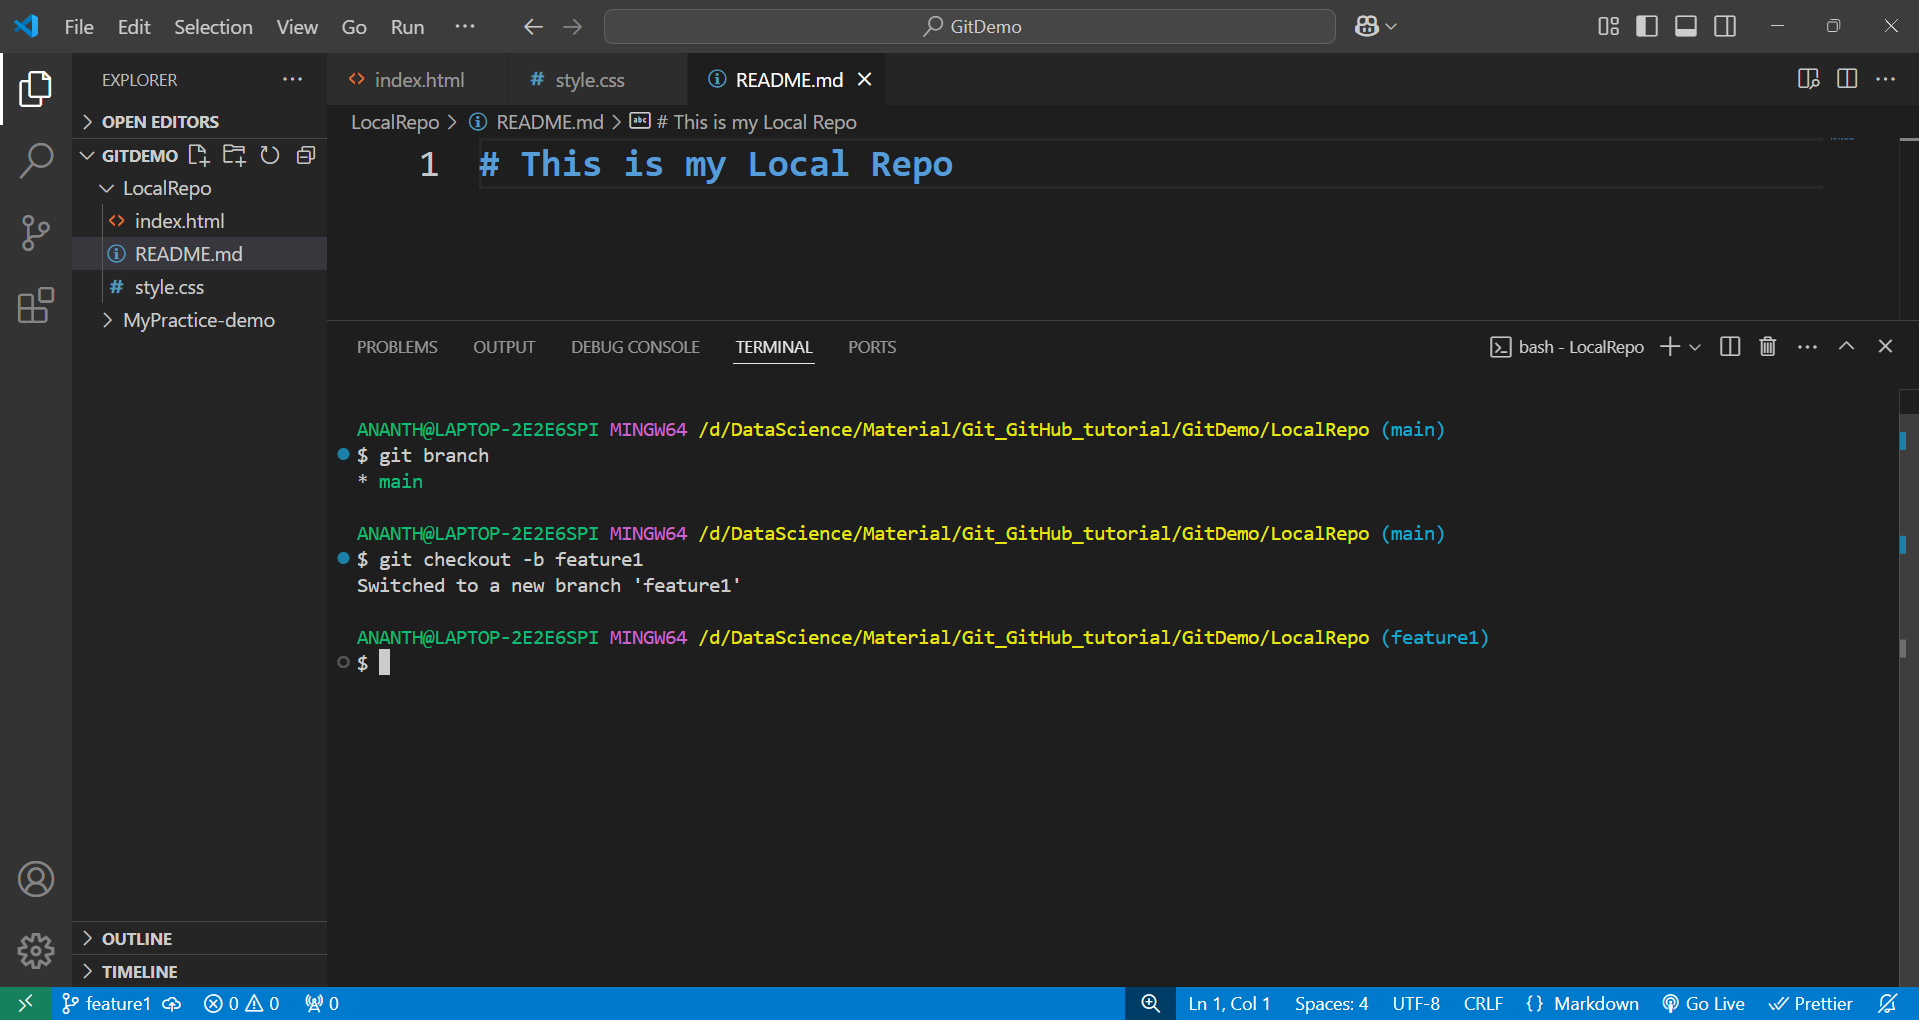 File Edit Selection View Go Run ··· GitDemo
EXPLORER ···
index.html
# style.css
README.md
LocalRepo > README.md > # This is my Local Repo
OPEN EDITORS
GITDEMO
LocalRepo
index.html
README.md
# style.css
MyPractice-demo
OUTLINE
TIMELINE
1 # This is my Local Repo
PROBLEMS OUTPUT DEBUG CONSOLE TERMINAL PORTS bash - LocalRepo
ANANTH@LAPTOP-2E2E6SPI MINGW64 /d/DataScience/Material/Git_GitHub_tutorial/GitDemo/LocalRepo (main)
$ git branch
* main
ANANTH@LAPTOP-2E2E6SPI MINGW64 /d/DataScience/Material/Git_GitHub_tutorial/GitDemo/LocalRepo (main)
$ git checkout -b feature1
Switched to a new branch 'feature1'
ANANTH@LAPTOP-2E2E6SPI MINGW64 /d/DataScience/Material/Git_GitHub_tutorial/GitDemo/LocalRepo (feature1)
$
feature1 0 0 0 Ln 1, Col 1 Spaces: 4 UTF-8 CRLF {} Markdown Go Live Prettier